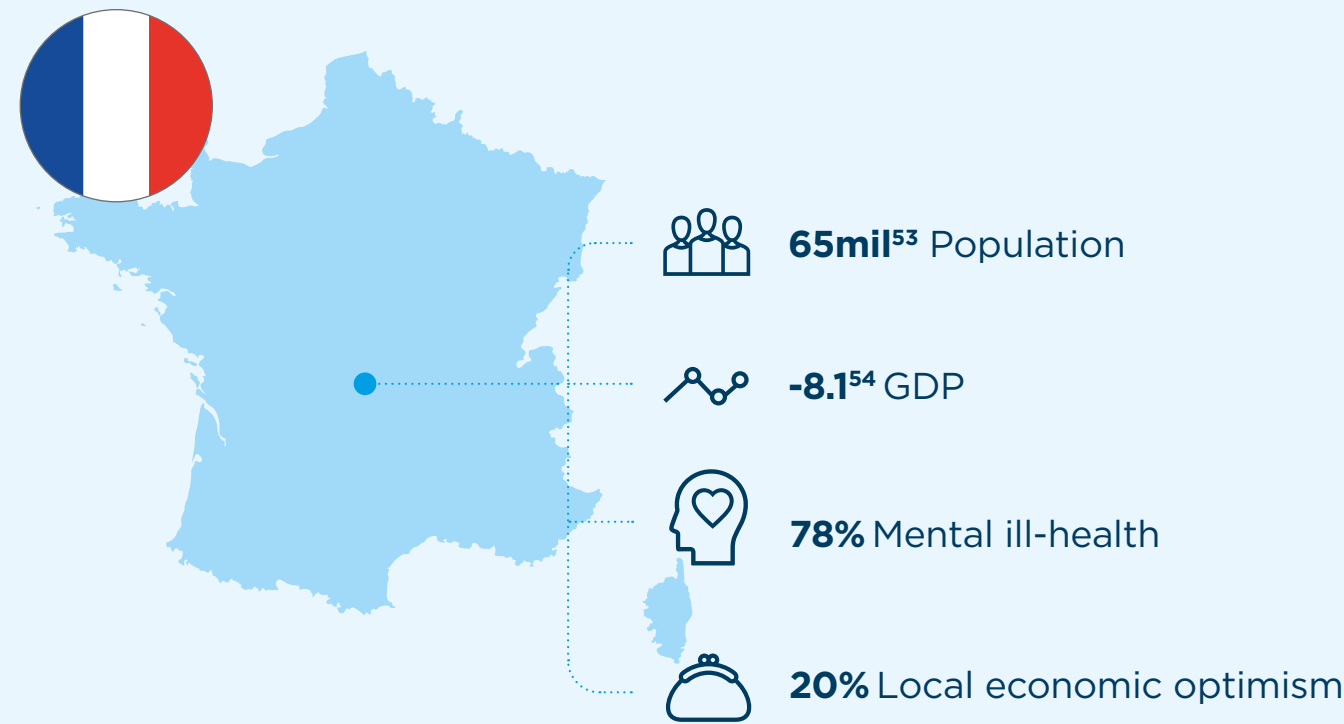 65mil⁵³ Population
-8.1⁵⁴ GDP
78% Mental ill-health
20% Local economic optimism